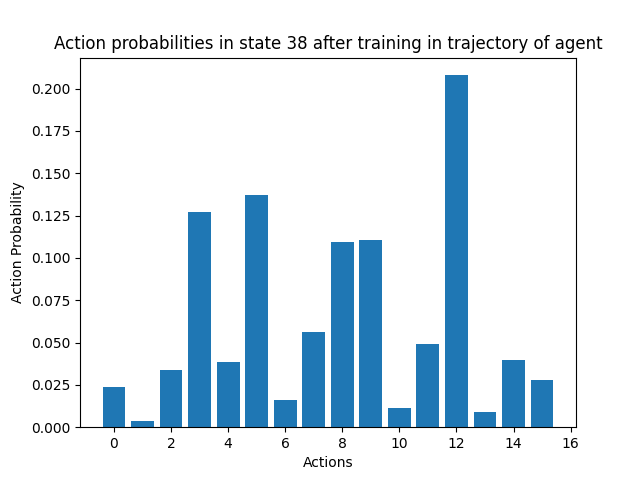 Action probabilities in state 38 after training in trajectory of agent
Action Probability
0.200
0.175
0.150
0.125
0.100
0.075
0.050
0.025
0.000
0 2 4 6 8 10 12 14 16
Actions